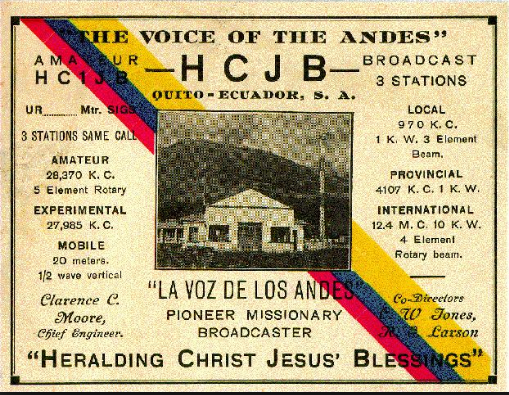 "THE VOICE OF THE ANDES"
AMATEUR
HC1JB
—HCJB—
BROADCAST
3 STATIONS
QUITO-ECUADOR, S. A.
UR______ Mtr. SIGS
3 STATIONS SAME CALL
AMATEUR
28,370 K. C.
5 Element Rotary
EXPERIMENTAL
27,985 K. C.
MOBILE
20 meters.
1/2 wave vertical
Clarence C.
Moore,
Chief Engineer.
LOCAL
970 K. C.
1 K. W. 3 Element
Beam.
PROVINCIAL
4107 K. C. 1 K. W.
INTERNATIONAL
12.4 M. C. 10 K. W.
4 Element
Rotary beam.
Co-Directors
C. W Jones,
R. C. Larson
"LA VOZ DE LOS ANDES"
PIONEER MISSIONARY
BROADCASTER
"HERALDING CHRIST JESUS' BLESSINGS"